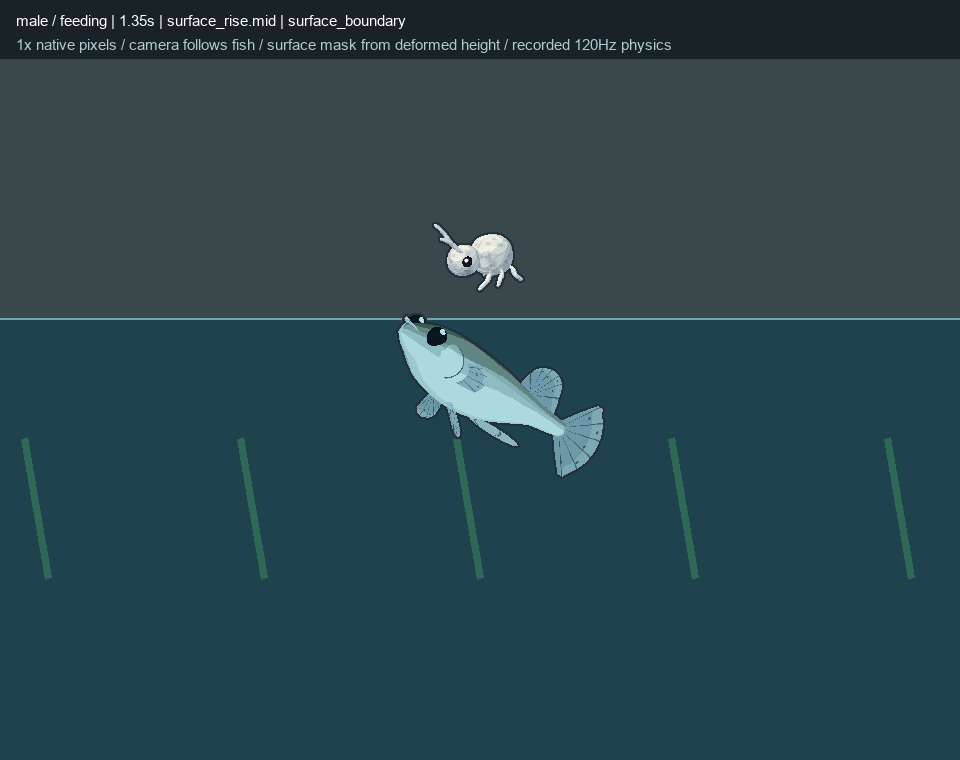 male / feeding | 1.35s | surface_rise.mid | surface_boundary
1x native pixels / camera follows fish / surface mask from deformed height / recorded 120Hz physics